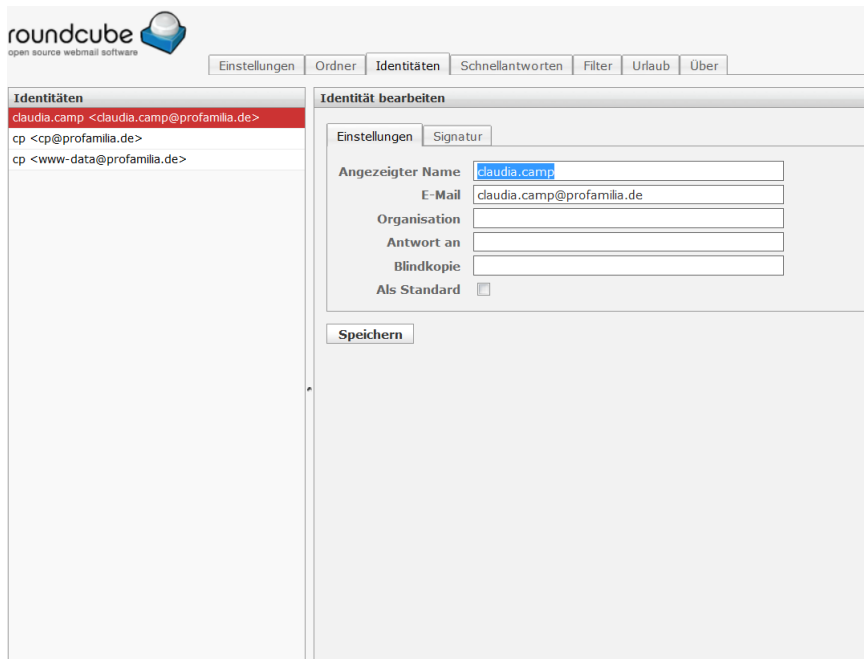 roundcube
open source webmail software
Einstellungen Ordner Identitäten Schnellantworten Filter Urlaub Über
Identitäten
claudia.camp <claudia.camp@profamilia.de>
cp <cp@profamilia.de>
cp <www-data@profamilia.de>
Identität bearbeiten
Einstellungen Signatur
Angezeigter Name claudia.camp
E-Mail claudia.camp@profamilia.de
Organisation
Antwort an
Blindkopie
Als Standard
Speichern